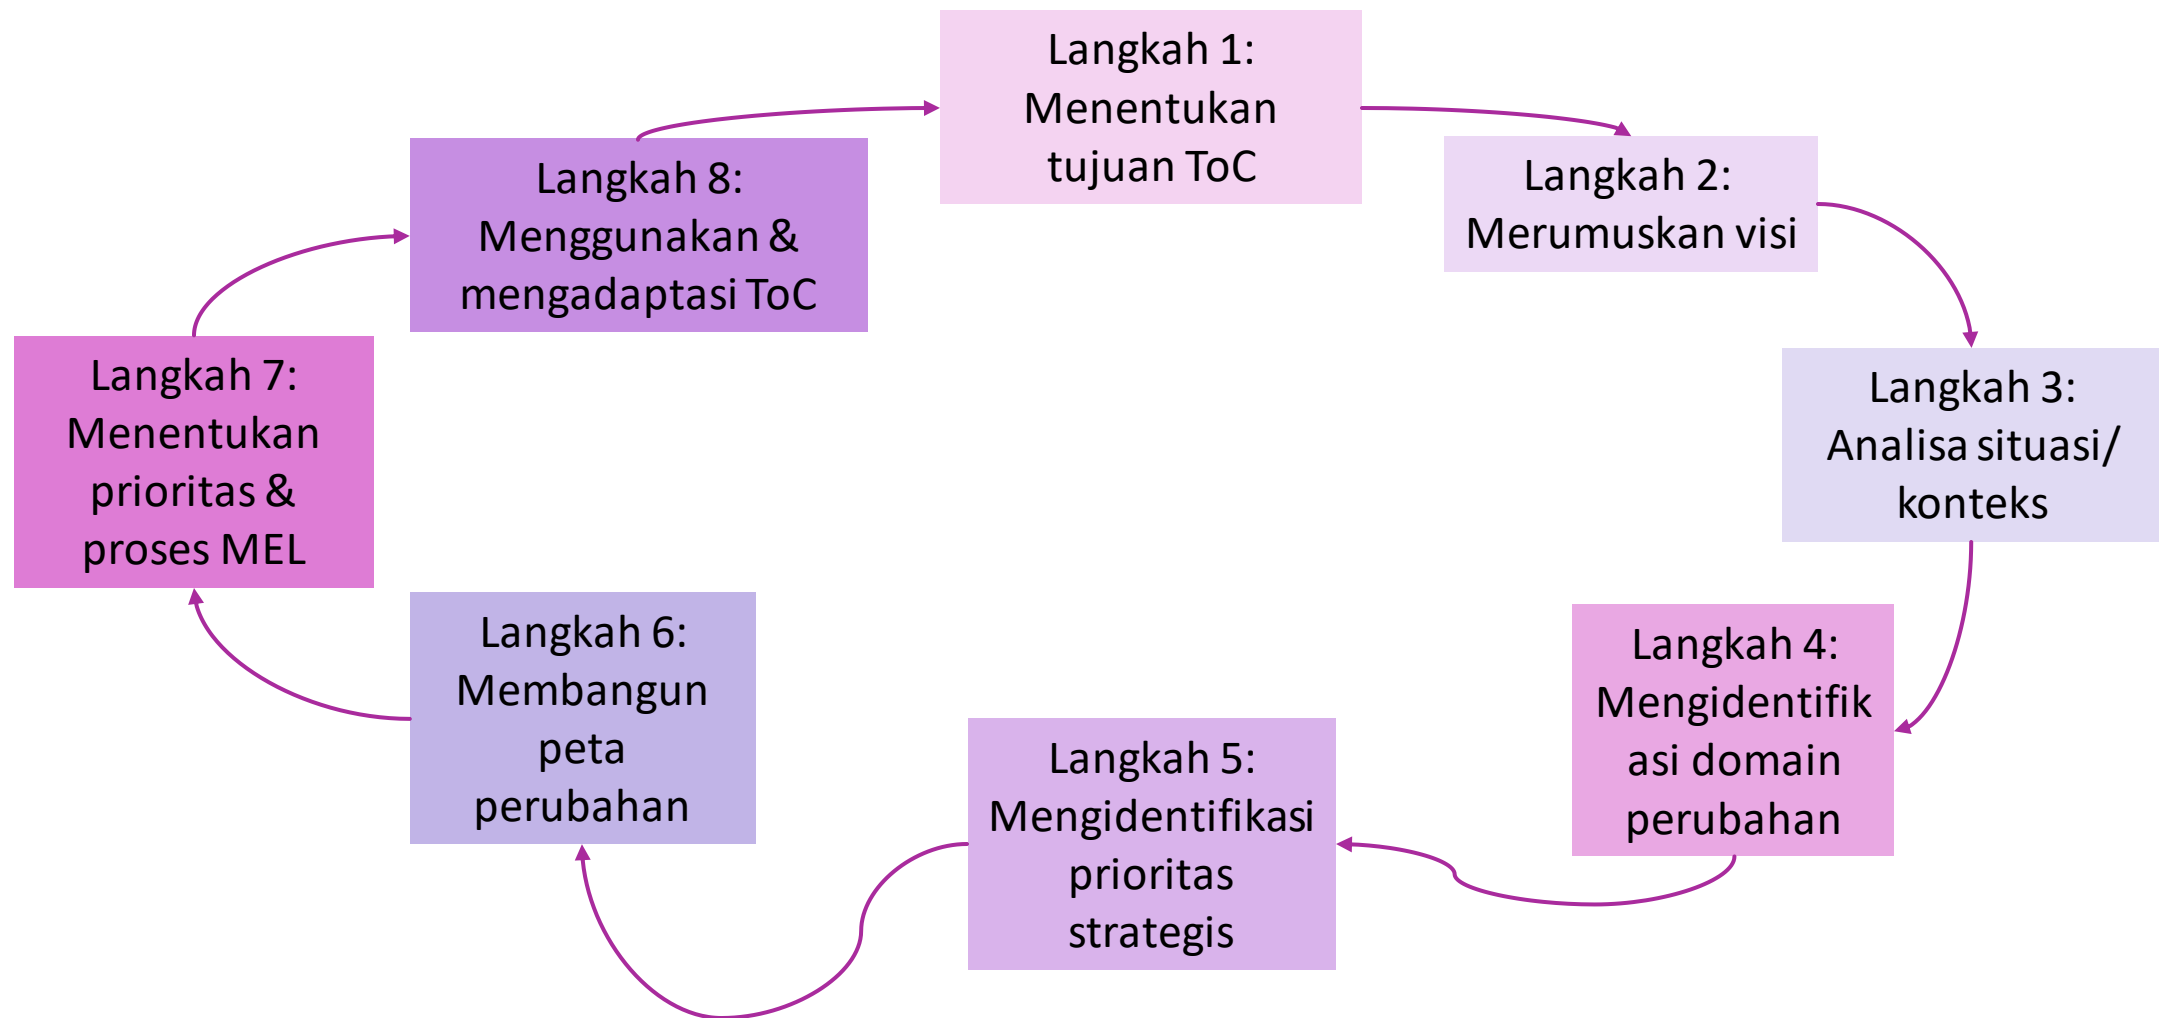 Langkah 1:
Menentukan
tujuan ToC
Langkah 2:
Merumuskan visi
Langkah 3:
Analisa situasi/
konteks
Langkah 4:
Mengidentifik
asi domain
perubahan
Langkah 5:
Mengidentifikasi
prioritas
strategis
Langkah 6:
Membangun
peta
perubahan
Langkah 7:
Menentukan
prioritas &
proses MEL
Langkah 8:
Menggunakan &
mengadaptasi ToC